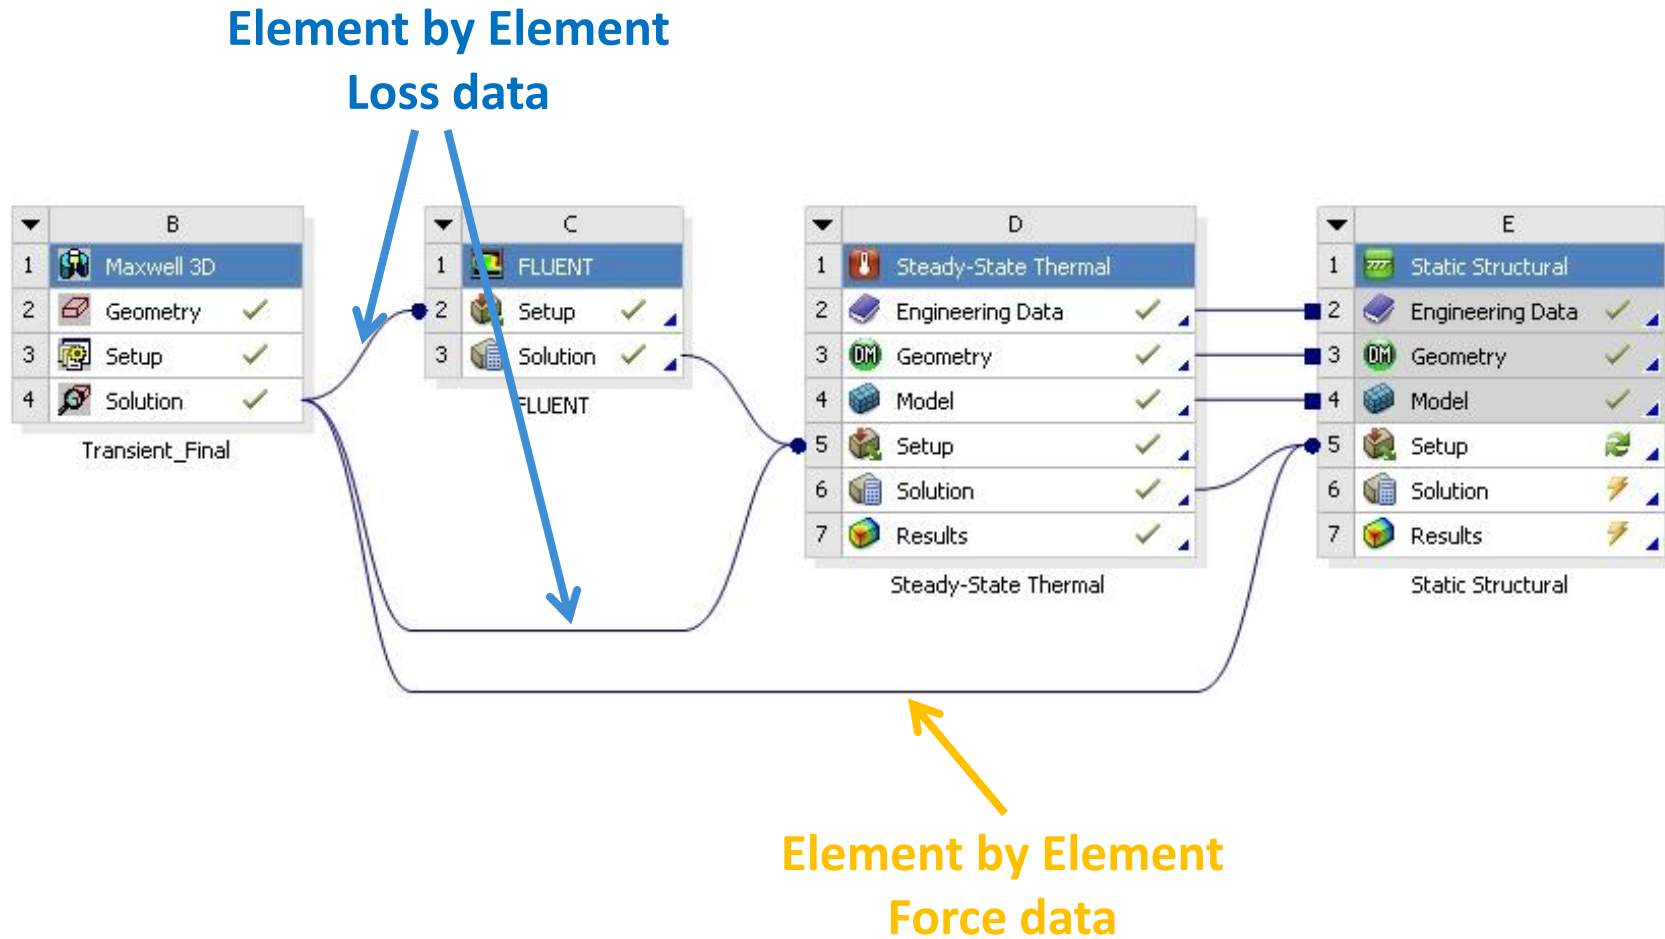 Element by Element
Loss data
B
1 Maxwell 3D
2 Geometry
3 Setup
4 Solution
Transient_Final
C
1 FLUENT
2 Setup
3 Solution
FLUENT
D
1 Steady-State Thermal
2 Engineering Data
3 DM Geometry
4 Model
5 Setup
6 Solution
7 Results
Steady-State Thermal
E
1 Static Structural
2 Engineering Data
3 DM Geometry
4 Model
5 Setup
6 Solution
7 Results
Static Structural
Element by Element
Force data